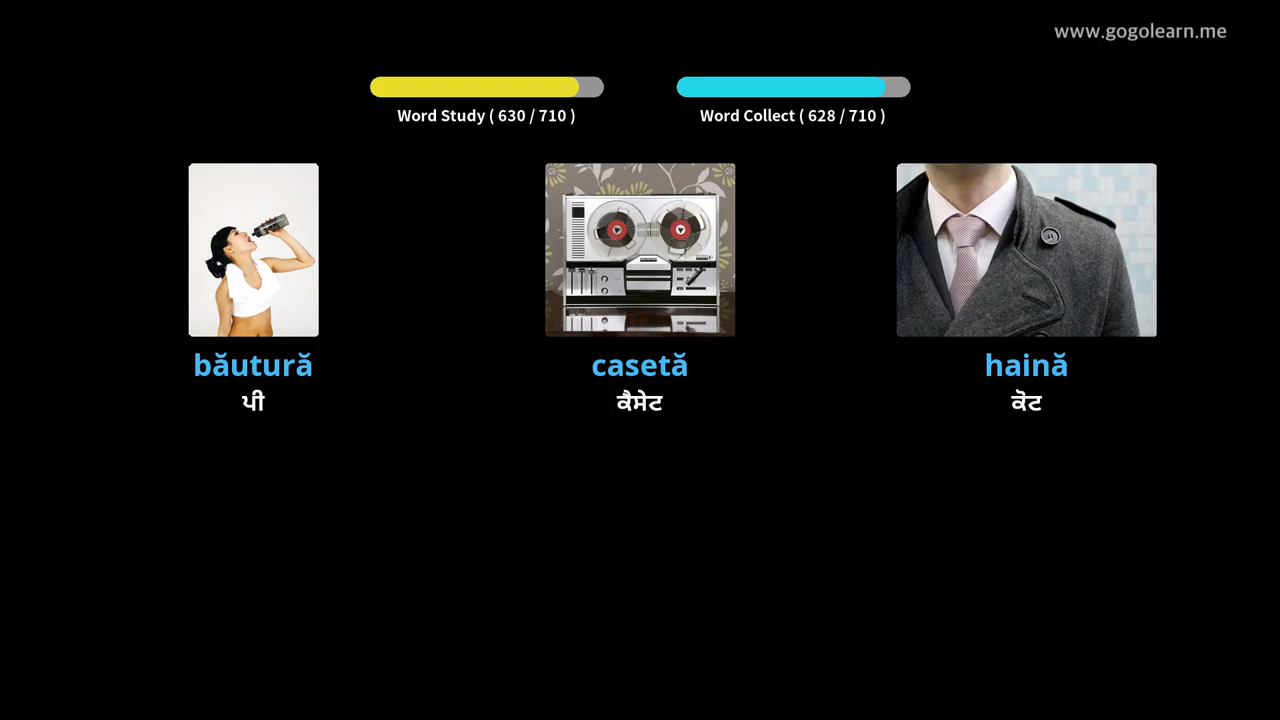 www.gogolearn.me
Word Study ( 630 / 710 )
Word Collect ( 628 / 710 )
băutură
casetă
haină
ਪੀ
ਕੈਸੇਟ
ਕੋਟ